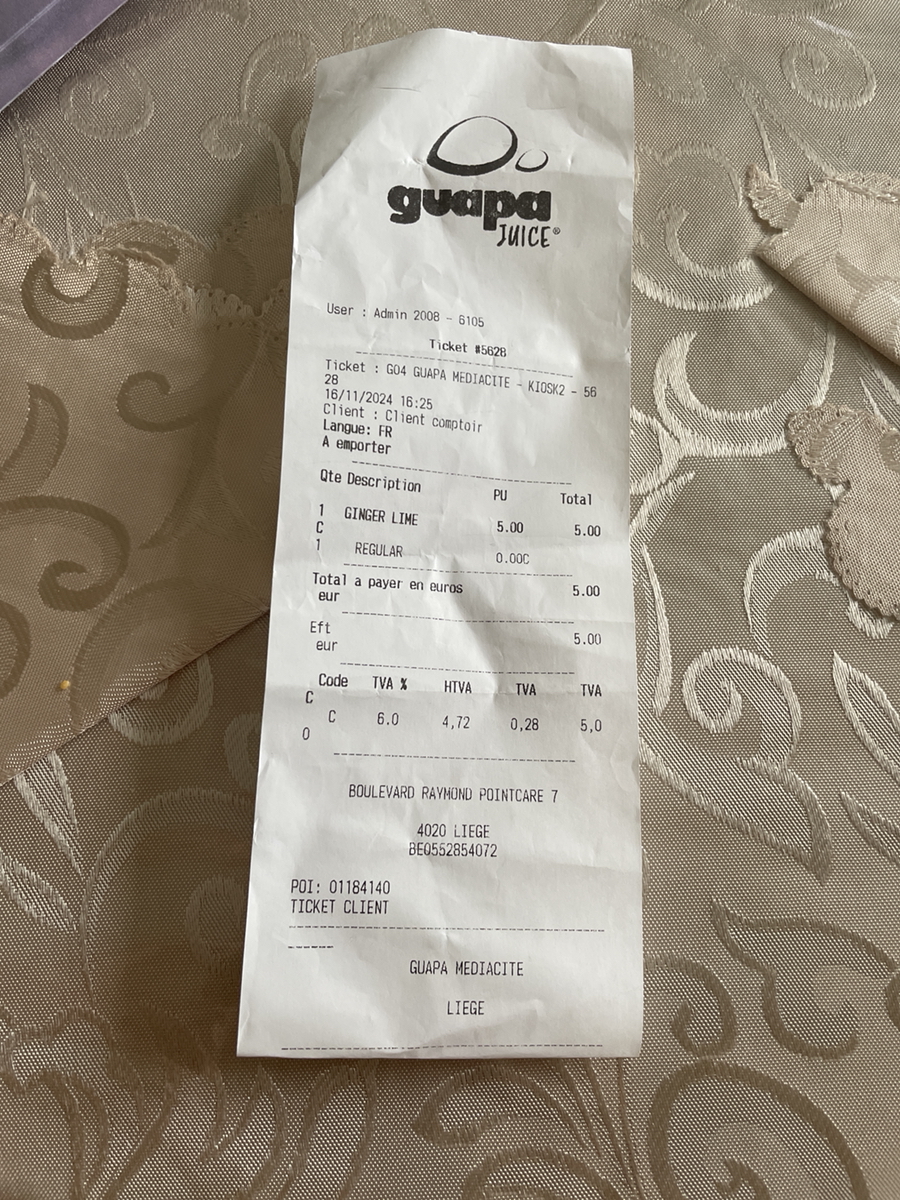 guapa
JUICE®
User : Admin 2008 - 6105
Ticket #5628
Ticket : G04 GUAPA MEDIACITE - KIOSK2 - 56
28
16/11/2024 16:25
Client : Client comptoir
Langue: FR
A emporter
Qte Description PU Total
1 GINGER LIME 5.00 5.00
C
1 REGULAR 0.00C
Total a payer en euros 5.00
eur
Eft 5.00
eur
Code TVA % HTVA TVA TVA
C
C 6.0 4,72 0,28 5,0
0
BOULEVARD RAYMOND POINTCARE 7
4020 LIEGE
BE0552854072
POI: 01184140
TICKET CLIENT
GUAPA MEDIACITE
LIEGE